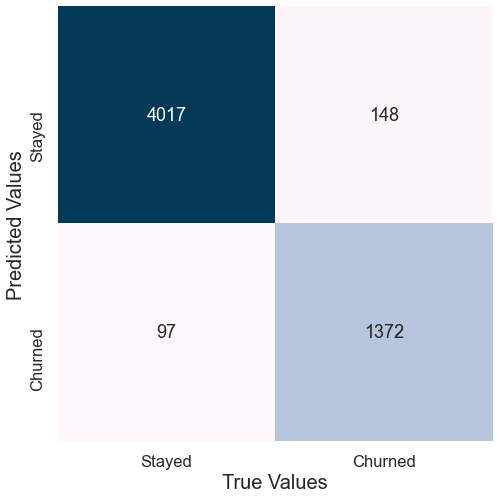 Predicted Values
Stayed
4017
148
Churned
97
1372
Stayed
Churned
True Values